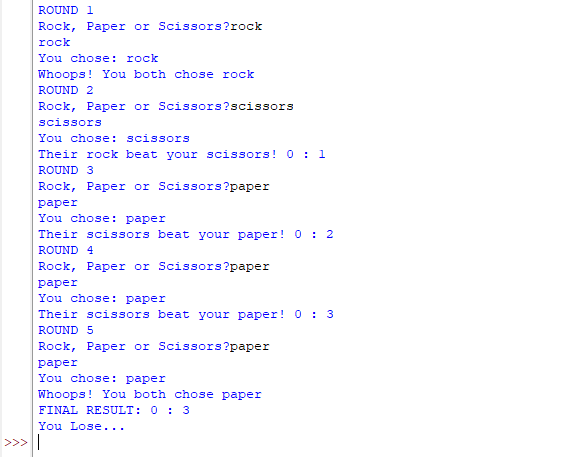 ROUND 1
Rock, Paper or Scissors?rock
rock
You chose: rock
Whoops! You both chose rock
ROUND 2
Rock, Paper or Scissors?scissors
scissors
You chose: scissors
Their rock beat your scissors! 0 : 1
ROUND 3
Rock, Paper or Scissors?paper
paper
You chose: paper
Their scissors beat your paper! 0 : 2
ROUND 4
Rock, Paper or Scissors?paper
paper
You chose: paper
Their scissors beat your paper! 0 : 3
ROUND 5
Rock, Paper or Scissors?paper
paper
You chose: paper
Whoops! You both chose paper
FINAL RESULT: 0 : 3
You Lose...
>>>